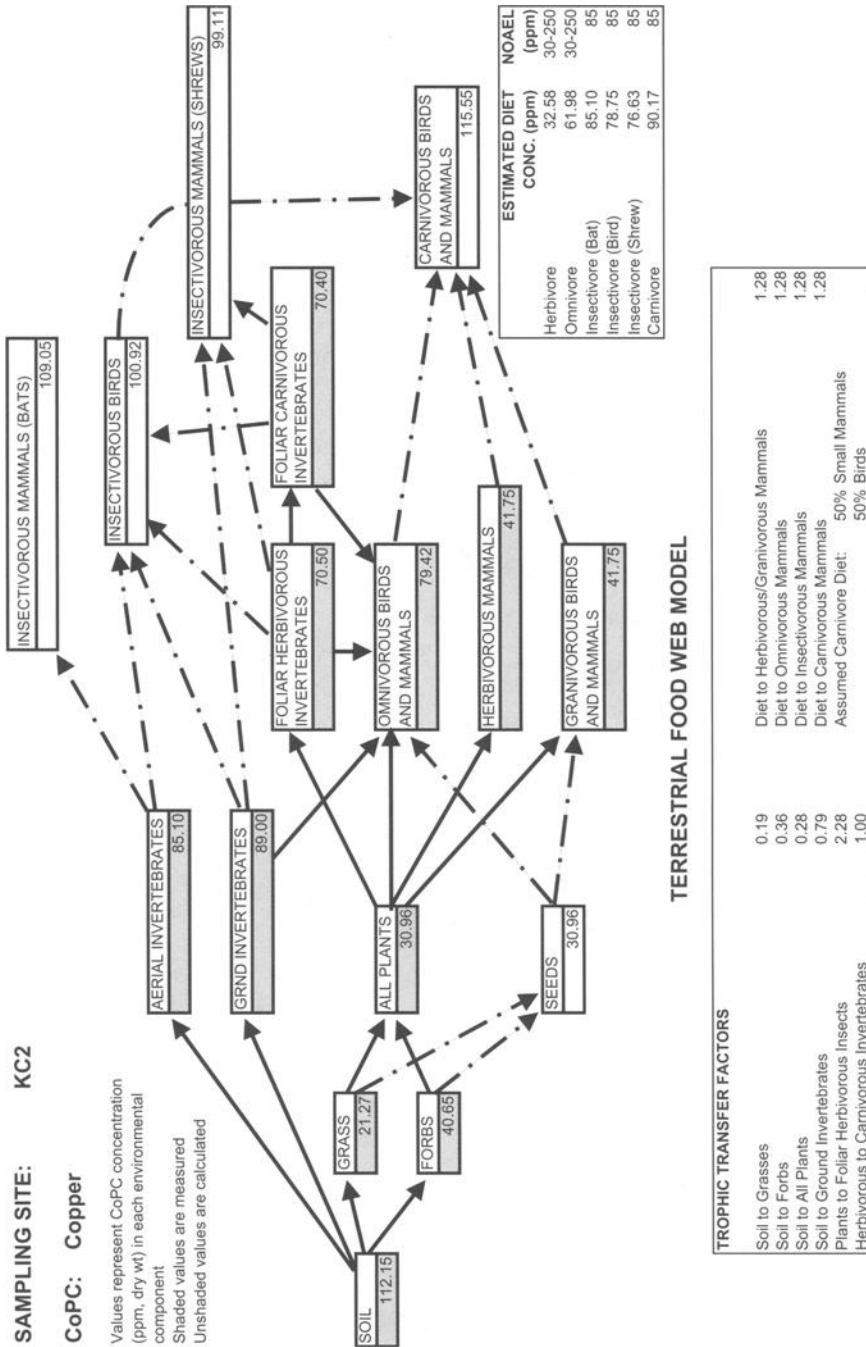 SAMPLING SITE: KC2
CoPC: Copper
Values represent CoPC concentration
(ppm, dry wt) in each environmental
component
Shaded values are measured
Unshaded values are calculated
SOIL
112.15
GRASS
21.27
FORBS
40.65
AERIAL INVERTEBRATES
85.10
GRND INVERTEBRATES
89.00
ALL PLANTS
30.96
SEEDS
30.96
FOLIAR HERBIVOROUS
INVERTEBRATES
70.50
OMNIVOROUS BIRDS
AND MAMMALS
79.42
HERBIVOROUS MAMMALS
41.75
GRANIVOROUS BIRDS
AND MAMMALS
41.75
FOLIAR CARNIVOROUS
INVERTEBRATES
70.40
INSECTIVOROUS MAMMALS (BATS)
109.05
INSECTIVOROUS BIRDS
100.92
INSECTIVOROUS MAMMALS (SHREWS)
99.11
CARNIVOROUS BIRDS
AND MAMMALS
115.55
ESTIMATED DIET NOAEL
CONC. (ppm) (ppm)
Herbivore 32.58 30-250
Omnivore 61.98 30-250
Insectivore (Bat) 85.10 85
Insectivore (Bird) 78.75 85
Insectivore (Shrew) 76.63 85
Carnivore 90.17 85
TERRESTRIAL FOOD WEB MODEL
TROPHIC TRANSFER FACTORS
Soil to Grasses 0.19 Diet to Herbivorous/Granivorous Mammals 1.28
Soil to Forbs 0.36 Diet to Omnivorous Mammals 1.28
Soil to All Plants 0.28 Diet to Insectivorous Mammals 1.28
Soil to Ground Invertebrates 0.79 Diet to Carnivorous Mammals 1.28
Plants to Foliar Herbivorous Insects 2.28 Assumed Carnivore Diet: 50% Small Mammals
Herbivorous to Carnivorous Invertebrates 1.00 50% Birds